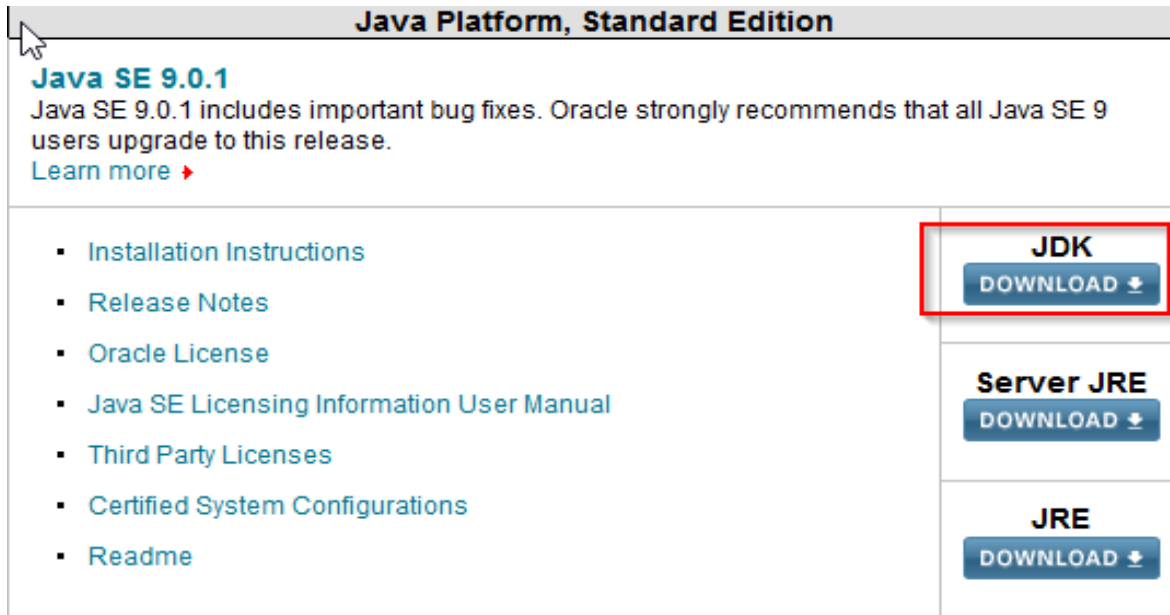 Java Platform, Standard Edition
Java SE 9.0.1
Java SE 9.0.1 includes important bug fixes. Oracle strongly recommends that all Java SE 9
users upgrade to this release.
Learn more
Installation Instructions
Release Notes
Oracle License
Java SE Licensing Information User Manual
Third Party Licenses
Certified System Configurations
Readme
JDK
DOWNLOAD
Server JRE
DOWNLOAD
JRE
DOWNLOAD